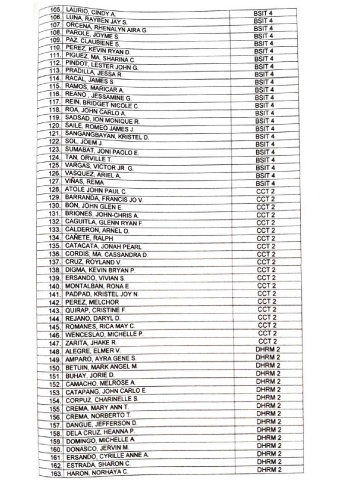 105. LAURIO, CINDY A. BSIT 4
106. LUNA, RAYBEN JAY S. BSIT 4
107. ORCENA, RHENALYN AIRA G. BSIT 4
108. PAROLE, JOYME S. BSIT 4
109. PAZ, CLAUBIENE S. BSIT 4
110. PEREZ, KEVIN RYAN D. BSIT 4
111. PIGUEZ, MA. SHARINA C. BSIT 4
112. PINDOT, LESTER JOHN G. BSIT 4
113. PRADILLA, JESSA R. BSIT 4
114. RACAL, JAMES S. BSIT 4
115. RAMOS, MARICAR A. BSIT 4
116. REAÑO, JESSAMINE G. BSIT 4
117. REIN, BRIDGET NICOLE C. BSIT 4
118. ROA, JOHN CARLO A. BSIT 4
119. SADSAD, ION MONIQUE R. BSIT 4
120. SAILE, ROMEO JAMES J. BSIT 4
121. SANGANGBAYAN, KRISTEL D. BSIT 4
122. SOL, JOEM J. BSIT 4
123. SUMABAT, JONI PAOLO E. BSIT 4
124. TAN, ORVILLE T. BSIT 4
125. VARGAS, VICTOR JR. G. BSIT 4
126. VASQUEZ, ARIEL A. BSIT 4
127. VIÑAS, REMA BSIT 4
128. ATOLE JOHN PAUL C. CCT 2
129. BARRANDA, FRANCIS JO V. CCT 2
130. BON, JOHN GLEN E. CCT 2
131. BRIONES, JOHN-CHRIS A. CCT 2
132. CAGUITLA, GLENN RYAN F. CCT 2
133. CALDERON, ARNEL O. CCT 2
134. CAÑETE, RALPH CCT 2
135. CATACATA, JONAH PEARL CCT 2
136. CORDIS, MA. CASSANDRA D. CCT 2
137. CRUZ, ROYLAND V. CCT 2
138. DIGMA, KEVIN BRYAN P. CCT 2
139. ERSANDO, VIVIAN S. CCT 2
140. MONTALBAN, RONA E. CCT 2
141. PADPAD, KRISTEL JOY N. CCT 2
142. PEREZ, MELCHOR CCT 2
143. QUIRAP, CRISTINE F. CCT 2
144. REJANO, DARYL D. CCT 2
145. ROMANES, RICA MAY C. CCT 2
146. WENCESLAO, MICHELLE P. CCT 2
147. ZARITA, JHAKE R. CCT 2
148. ALEGRE, ELMER V. DHRM 2
149. AMPARO, AYRA GENE S. DHRM 2
150. BETUIN, MARK ANGEL M. DHRM 2
151. BUHAY, JORIE D. DHRM 2
152. CAMACHO, MELROSE A. DHRM 2
153. CATAPANG, JOHN CARLO E. DHRM 2
154. CORPUZ, CHARINELLE S. DHRM 2
155. CREMA, MARY ANN T. DHRM 2
156. CREMA, NORBERTO T. DHRM 2
157. DANGUE, JEFFERSON D. DHRM 2
158. DELA CRUZ, HEANNA P. DHRM 2
159. DOMINGO, MICHELLE A. DHRM 2
160. DONASCO, JERVIN M. DHRM 2
161. ERSANDO, CYRILLE ANNE A. DHRM 2
162. ESTRADA, SHARON C. DHRM 2
163. HARON, NORHAYA C. DHRM 2